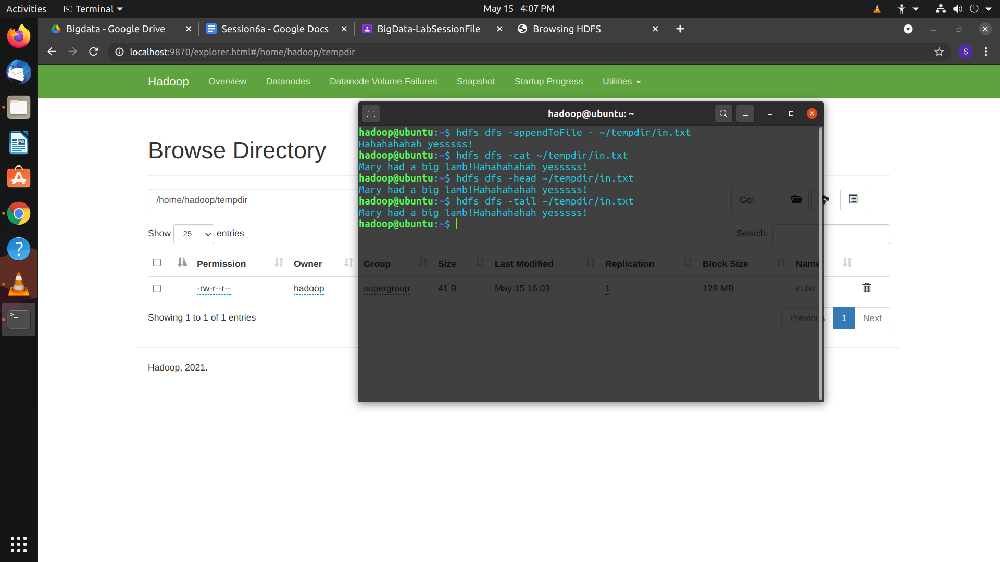 Activities Terminal May 15 4:07 PM
Bigdata - Google Drive Session6a - Google Docs BigData-LabSessionFile Browsing HDFS
localhost:9870/explorer.html#/home/hadoop/tempdir S
Hadoop Overview Datanodes Datanode Volume Failures Snapshot Startup Progress Utilities
hadoop@ubuntu: ~
hadoop@ubuntu:~$ hdfs dfs -appendToFile - ~/tempdir/in.txt
Hahahahahah yesssss!
hadoop@ubuntu:~$ hdfs dfs -cat ~/tempdir/in.txt
Mary had a big lamb!Hahahahahah yesssss!
hadoop@ubuntu:~$ hdfs dfs -head ~/tempdir/in.txt
Mary had a big lamb!Hahahahahah yesssss!
hadoop@ubuntu:~$ hdfs dfs -tail ~/tempdir/in.txt
Mary had a big lamb!Hahahahahah yesssss!
hadoop@ubuntu:~$
Browse Directory
/home/hadoop/tempdir Go!
Show 25 entries Search:
Permission Owner Group Size Last Modified Replication Block Size Name
-rw-r--r-- hadoop supergroup 41 B May 15 16:03 1 128 MB in.txt
Showing 1 to 1 of 1 entries Previous 1 Next
Hadoop, 2021.